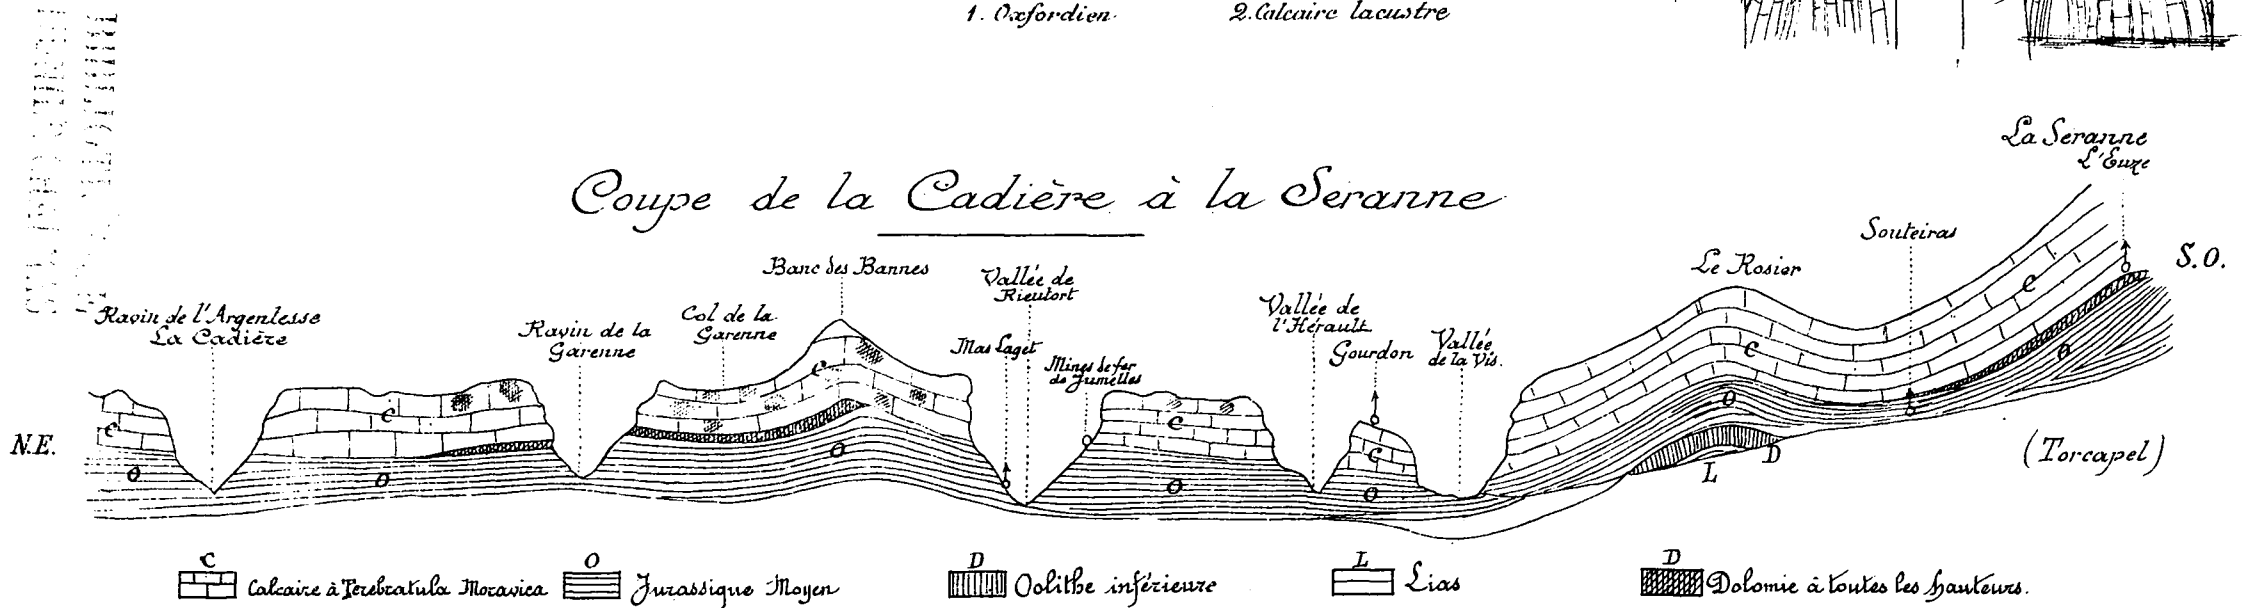 1. Oxfordien. 2. Calcaire lacustre
La Seranne
L'Euze
Coupe de la Cadière à la Seranne
Souteiras
S.O.
Banc des Bannes
Vallée de
Rieutort
Le Rosier
Ravin de l'Argentesse
La Cadière
Ravin de la
Garenne
Col de la
Garenne
Mas Laget
Mines de fer
de Jumelles
Vallée de
l'Hérault
Gourdon
Vallée
de la Vis.
C
C
C
C
C
C
C
N.E.
O
O
O
O
O
O
O
L
D
(Torcapel)
C
Calcaire à Terebratula Moravica
O
Jurassique Moyen
D
Oolithe inférieure
L
Lias
D
Dolomie à toutes les hauteurs.